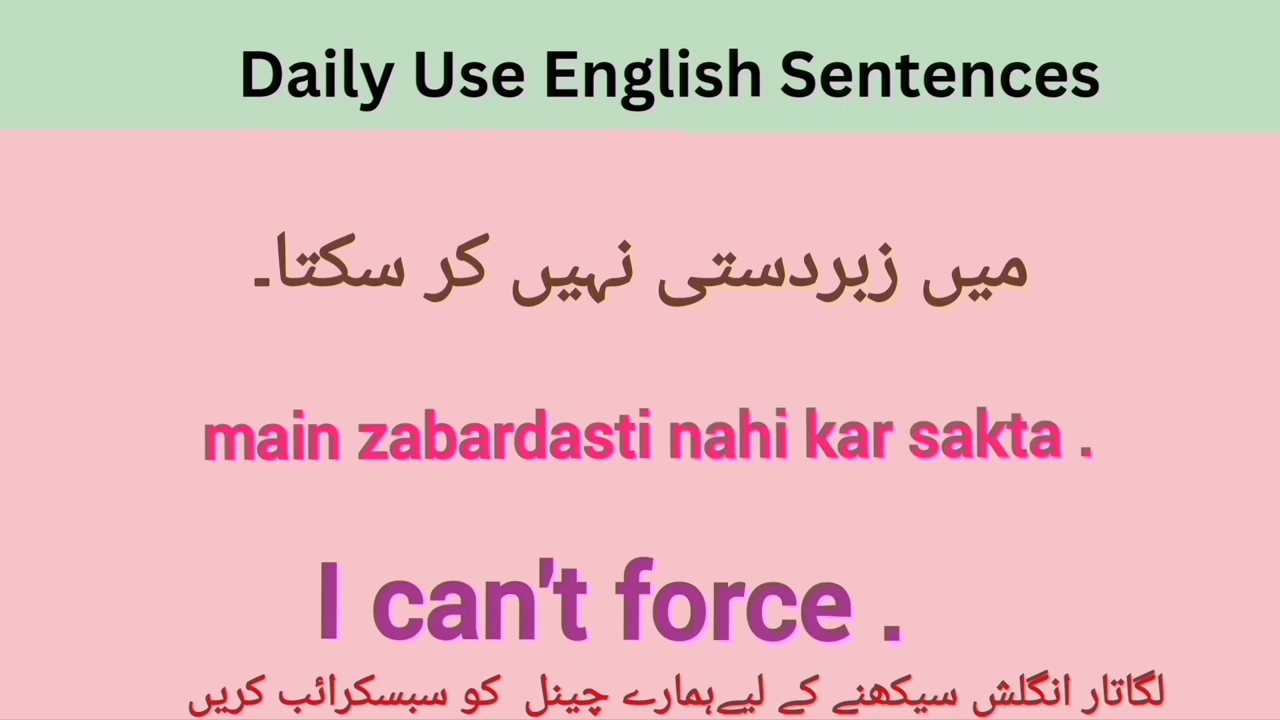 Daily Use English Sentences
میں زبردستی نہیں کر سکتا۔
main zabardasti nahi kar sakta .
I can't force .
لگاتار انگلش سیکھنے کے لیےہمارے چینل کو سبسکرائب کریں